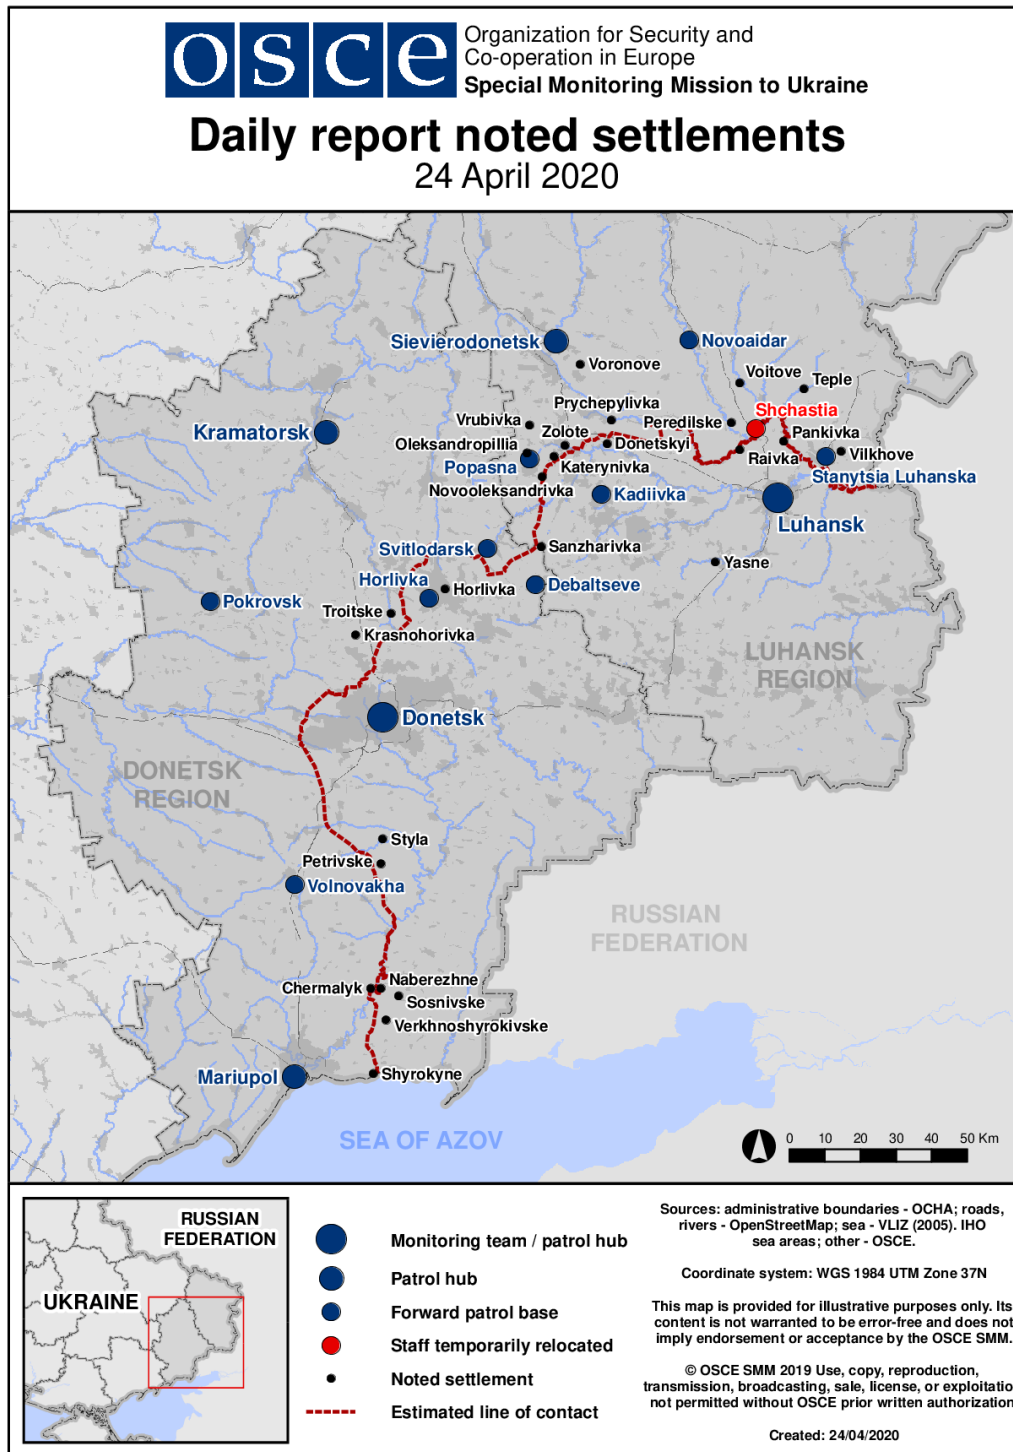 osce
Organization for Security and
Co-operation in Europe
Special Monitoring Mission to Ukraine
Daily report noted settlements
24 April 2020
Sievierodonetsk
Novoaidar
Voronove
Voitove
Teple
Prychepylivka
Shchastia
Vrubivka
Peredilske
Kramatorsk
Zolote
Pankivka
Oleksandropillia
Donetskyi
Raivka
Vilkhove
Popasna
Katerynivka
Stanytsia Luhanska
Novooleksandrivka
Kadiivka
Luhansk
Svitlodarsk
Sanzharivka
Yasne
Horlivka
Horlivka
Debaltseve
Pokrovsk
Troitske
Krasnohorivka
LUHANSK
REGION
Donetsk
DONETSK
REGION
Styla
Petrivske
Volnovakha
RUSSIAN
FEDERATION
Naberezhne
Chermalyk
Sosnivske
Verkhnoshyrokivske
Mariupol
Shyrokyne
SEA OF AZOV
0 10 20 30 40 50 Km
RUSSIAN
FEDERATION
UKRAINE
Monitoring team / patrol hub
Patrol hub
Forward patrol base
Staff temporarily relocated
Noted settlement
Estimated line of contact
Sources: administrative boundaries - OCHA; roads,
rivers - OpenStreetMap; sea - VLIZ (2005). IHO
sea areas; other - OSCE.
Coordinate system: WGS 1984 UTM Zone 37N
This map is provided for illustrative purposes only. Its
content is not warranted to be error-free and does not
imply endorsement or acceptance by the OSCE SMM.
© OSCE SMM 2019 Use, copy, reproduction,
transmission, broadcasting, sale, license, or exploitatio
not permitted without OSCE prior written authorization
Created: 24/04/2020